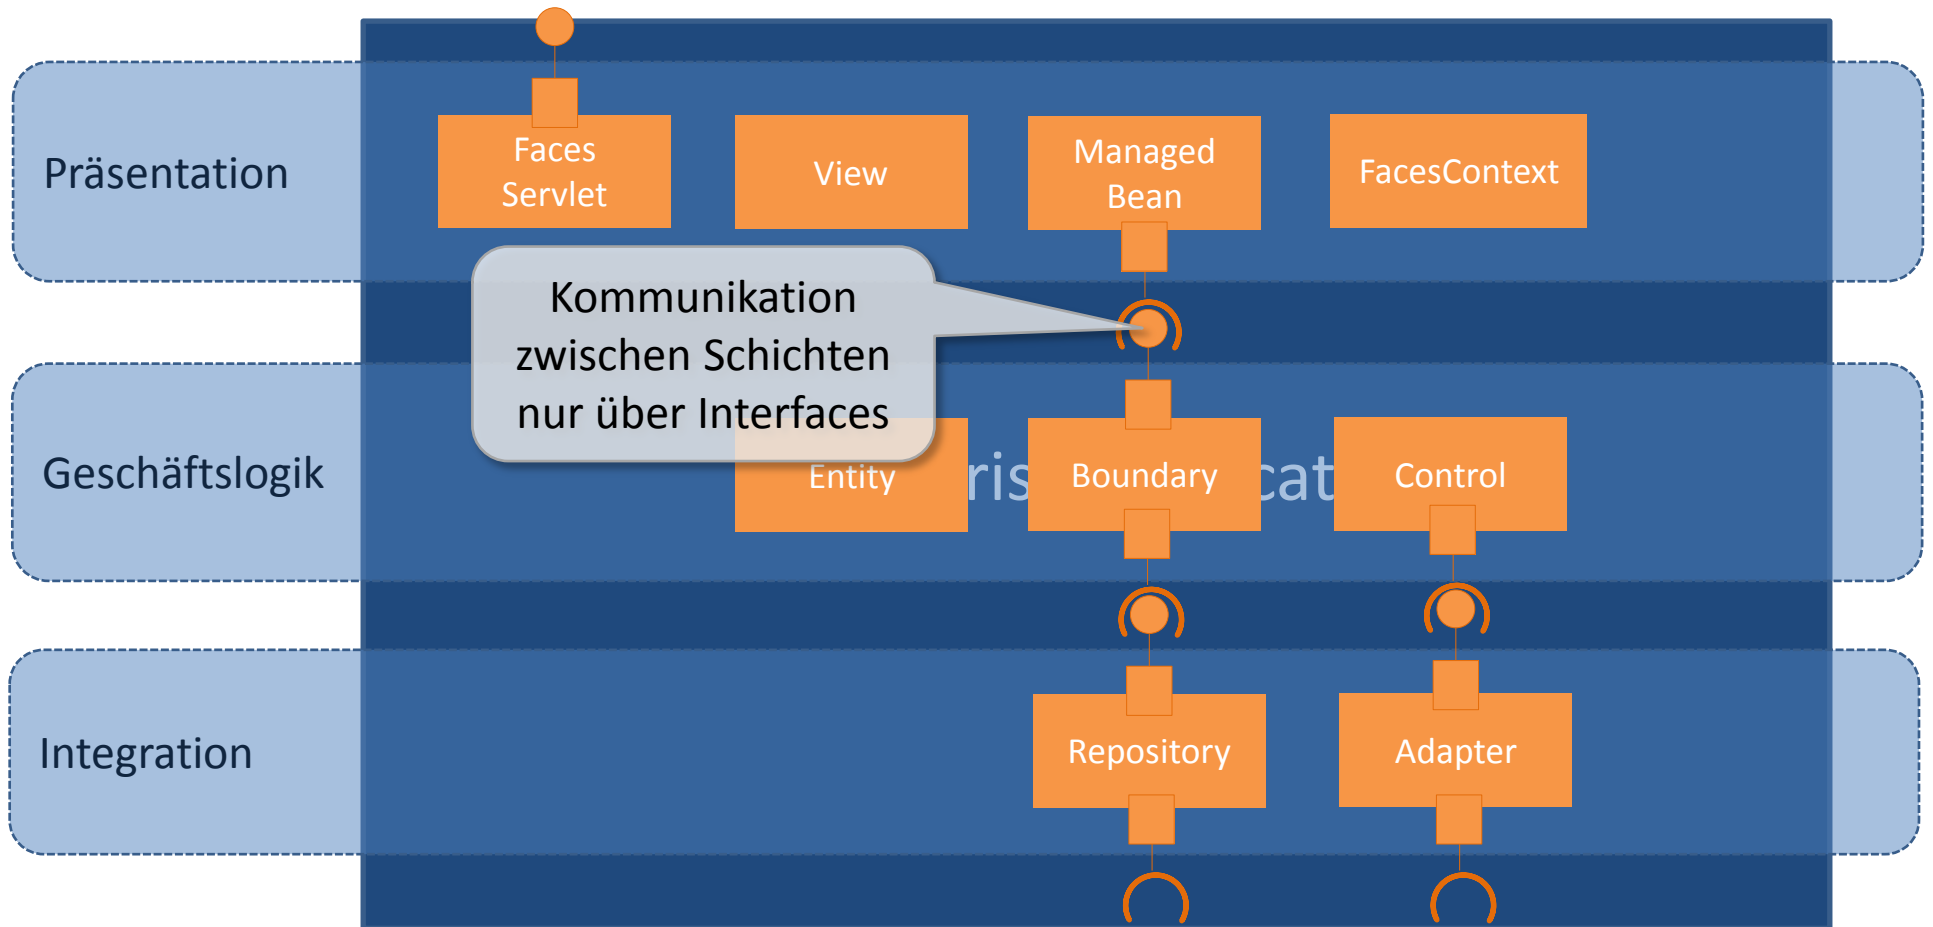 Präsentation
Faces
Servlet
View
Managed
Bean
FacesContext
Kommunikation
zwischen Schichten
nur über Interfaces
Geschäftslogik
Entity
Boundary
Control
Integration
Repository
Adapter